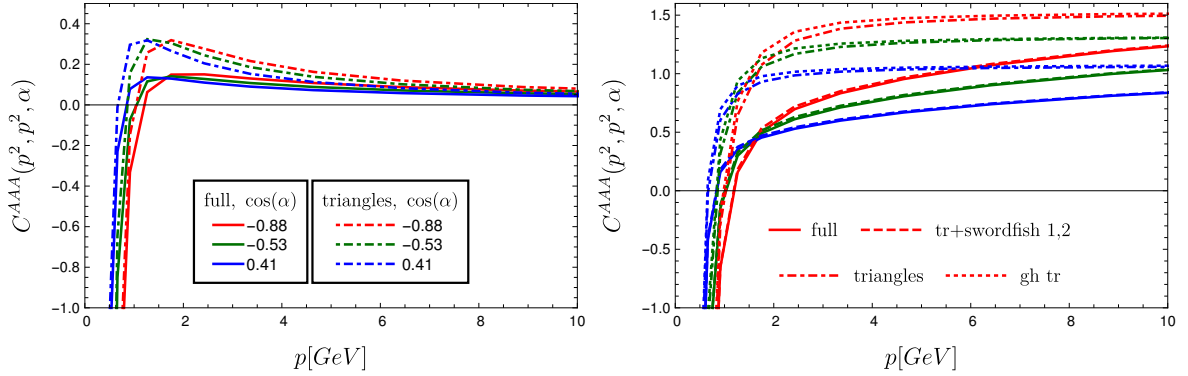 C^{AAA}(p^2, p^2, α)
0.4
0.2
0.0
−0.2
−0.4
−0.6
−0.8
−1.0
full, cos(α)
−0.88
−0.53
0.41
triangles, cos(α)
−0.88
−0.53
0.41
0 2 4 6 8 10
p[GeV]
C^{AAA}(p^2, p^2, α)
1.5
1.0
0.5
0.0
−0.5
−1.0
full
tr+swordfish 1,2
triangles
gh tr
0 2 4 6 8 10
p[GeV]